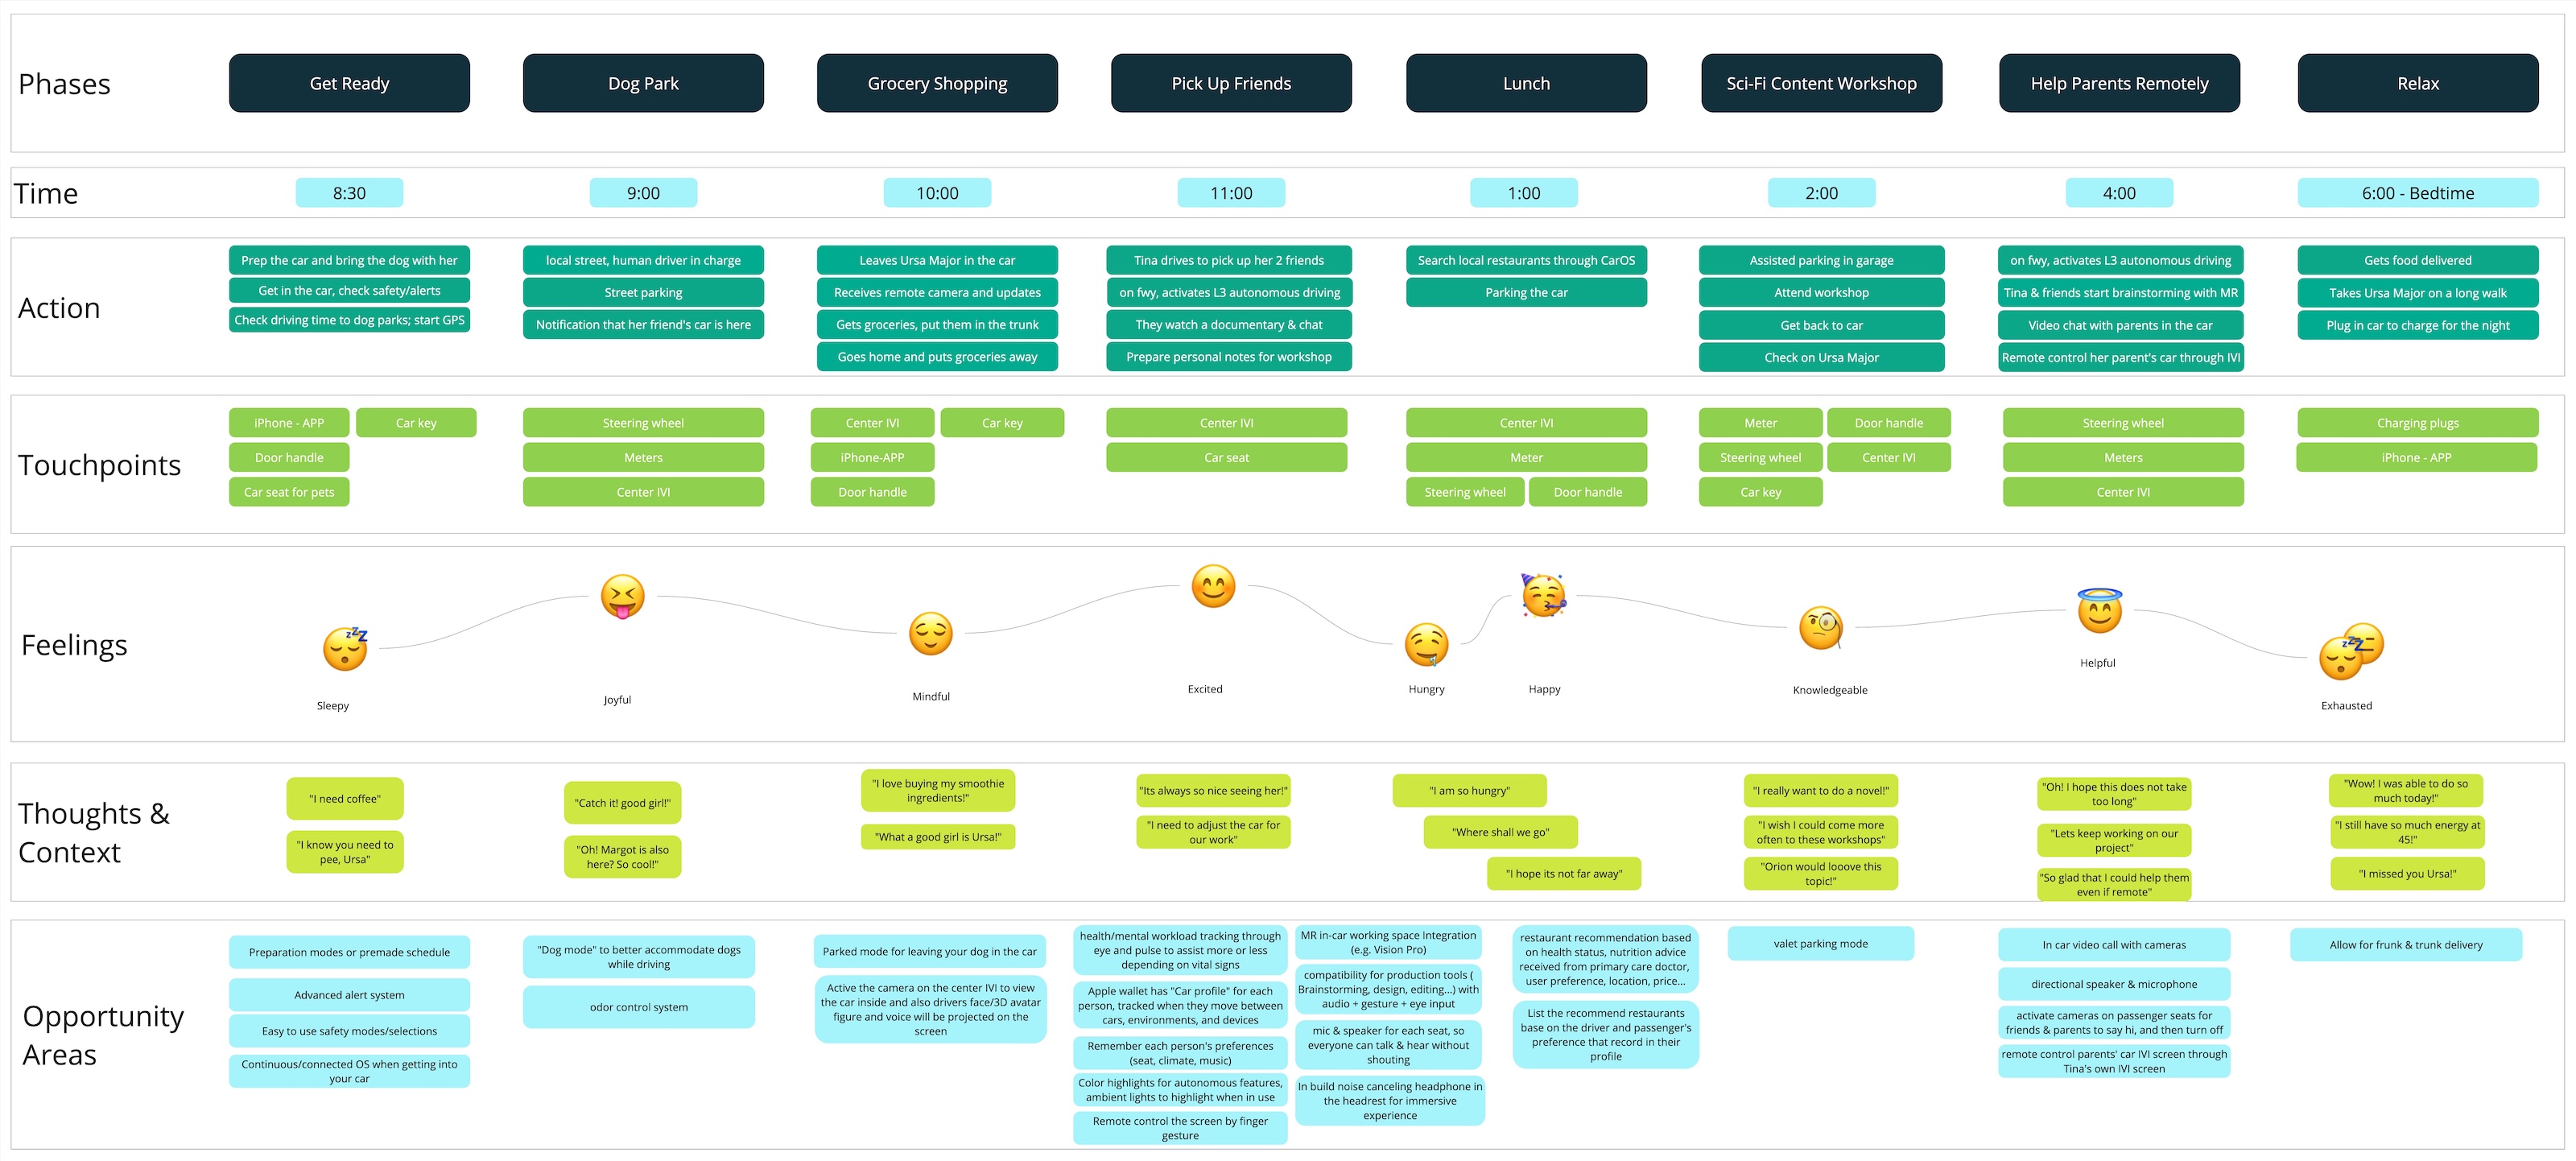 Phases
Get Ready
Dog Park
Grocery Shopping
Pick Up Friends
Lunch
Sci-Fi Content Workshop
Help Parents Remotely
Relax
Time
8:30
9:00
10:00
11:00
1:00
2:00
4:00
6:00 - Bedtime
Action
Prep the car and bring the dog with her
Get in the car, check safety/alerts
Check driving time to dog parks; start GPS
local street, human driver in charge
Street parking
Notification that her friend's car is here
Leaves Ursa Major in the car
Receives remote camera and updates
Gets groceries, put them in the trunk
Goes home and puts groceries away
Tina drives to pick up her 2 friends
on fwy, activates L3 autonomous driving
They watch a documentary & chat
Prepare personal notes for workshop
Search local restaurants through CarOS
Parking the car
Assisted parking in garage
Attend workshop
Get back to car
Check on Ursa Major
on fwy, activates L3 autonomous driving
Tina & friends start brainstorming with MR
Video chat with parents in the car
Remote control her parent's car through IVI
Gets food delivered
Takes Ursa Major on a long walk
Plug in car to charge for the night
Touchpoints
iPhone - APP
Car key
Door handle
Car seat for pets
Steering wheel
Meters
Center IVI
Center IVI
Car key
iPhone-APP
Door handle
Center IVI
Car seat
Center IVI
Meter
Steering wheel
Door handle
Meter
Door handle
Steering wheel
Center IVI
Car key
Steering wheel
Meters
Center IVI
Charging plugs
iPhone - APP
Feelings
Sleepy
Joyful
Mindful
Excited
Hungry
Happy
Knowledgeable
Helpful
Exhausted
Thoughts &
Context
"I need coffee"
"I know you need to
pee, Ursa"
"Catch it! good girl!"
"Oh! Margot is also
here? So cool!"
"I love buying my smoothie
ingredients!"
"What a good girl is Ursa!"
"Its always so nice seeing her!"
"I need to adjust the car for
our work"
"I am so hungry"
"Where shall we go"
"I hope its not far away"
"I really want to do a novel!"
"I wish I could come more
often to these workshops"
"Orion would looove this
topic!"
"Oh! I hope this does not take
too long"
"Lets keep working on our
project"
"So glad that I could help them
even if remote"
"Wow! I was able to do so
much today!"
"I still have so much energy at
45!"
"I missed you Ursa!"
Opportunity
Areas
Preparation modes or premade schedule
Advanced alert system
Easy to use safety modes/selections
Continuous/connected OS when getting into
your car
"Dog mode" to better accommodate dogs
while driving
odor control system
Parked mode for leaving your dog in the car
Active the camera on the center IVI to view
the car inside and also drivers face/3D avatar
figure and voice will be projected on the
screen
health/mental workload tracking through
eye and pulse to assist more or less
depending on vital signs
Apple wallet has "Car profile" for each
person, tracked when they move between
cars, environments, and devices
Remember each person's preferences
(seat, climate, music)
Color highlights for autonomous features,
ambient lights to highlight when in use
Remote control the screen by finger
gesture
MR in-car working space Integration
(e.g. Vision Pro)
compatibility for production tools (
Brainstorming, design, editing...) with
audio + gesture + eye input
mic & speaker for each seat, so
everyone can talk & hear without
shouting
In build noise canceling headphone in
the headrest for immersive
experience
restaurant recommendation based
on health status, nutrition advice
received from primary care doctor,
user preference, location, price...
List the recommend restaurants
base on the driver and passenger's
preference that record in their
profile
valet parking mode
In car video call with cameras
directional speaker & microphone
activate cameras on passenger seats for
friends & parents to say hi, and then turn off
remote control parents' car IVI screen through
Tina's own IVI screen
Allow for frunk & trunk delivery